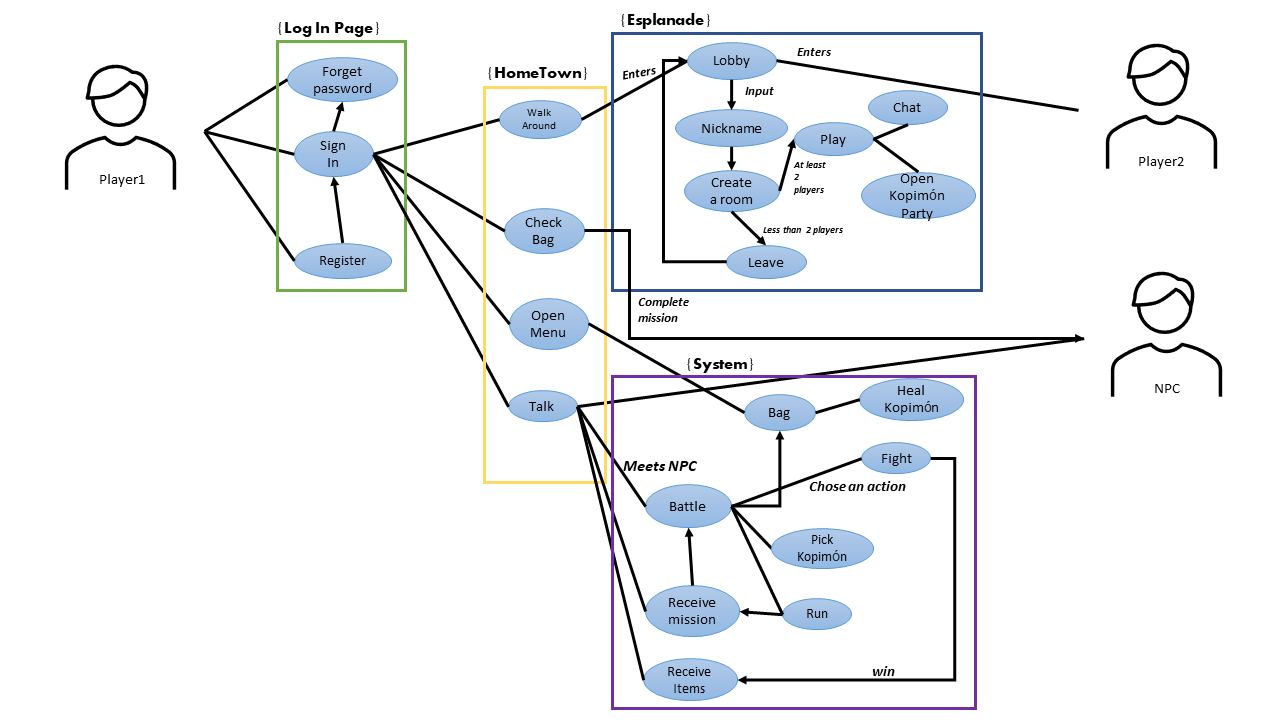 {Log In Page}
Forget
password
Sign
In
Register
Player1
{HomeTown}
Walk
Around
Check
Bag
Open
Menu
Talk
Enters
{Esplanade}
Lobby
Enters
Input
Nickname
Create
a room
Play
At least
2
players
Chat
Open
Kopimón
Party
Less than 2 players
Leave
Player2
Complete
mission
NPC
{System}
Bag
Heal
Kopimón
Fight
Meets NPC
Chose an action
Battle
Pick
Kopimón
Receive
mission
Run
Receive
Items
win